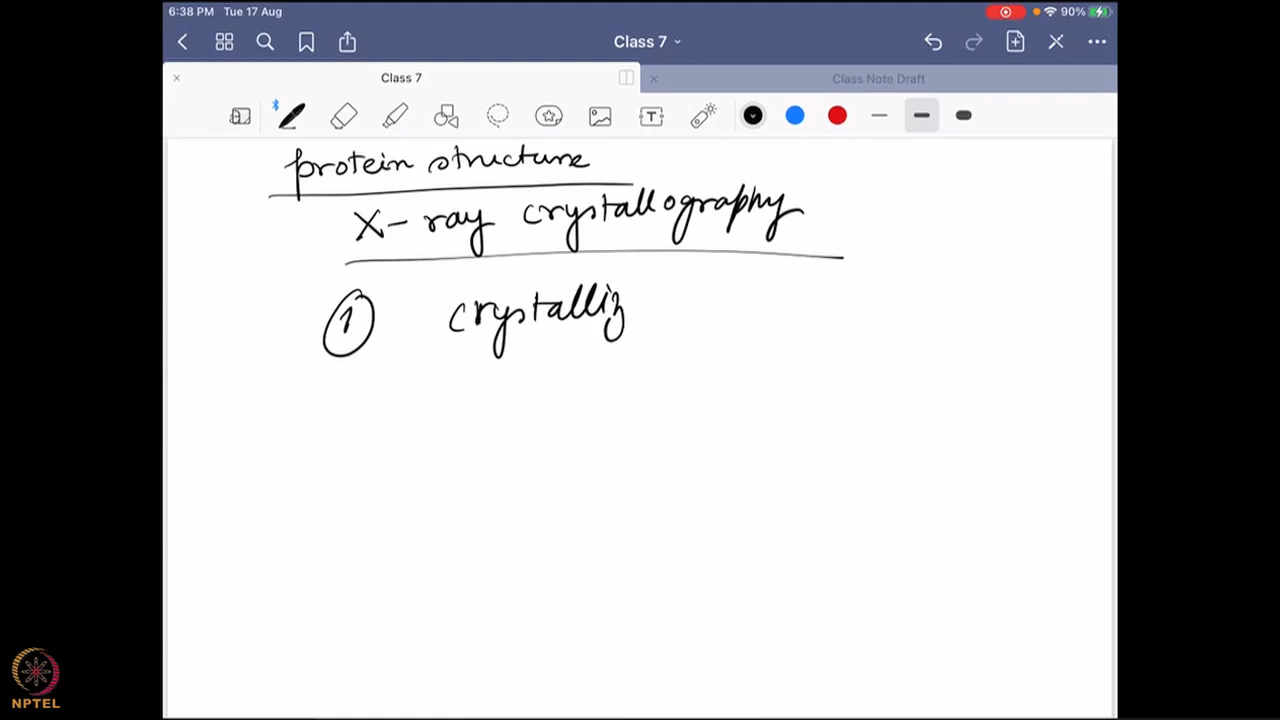 6:38 PM Tue 17 Aug
90%
Class 7
Class 7
Class Note Draft
T
protein structure
X-ray crystallography
1 crystalliz
NPTEL